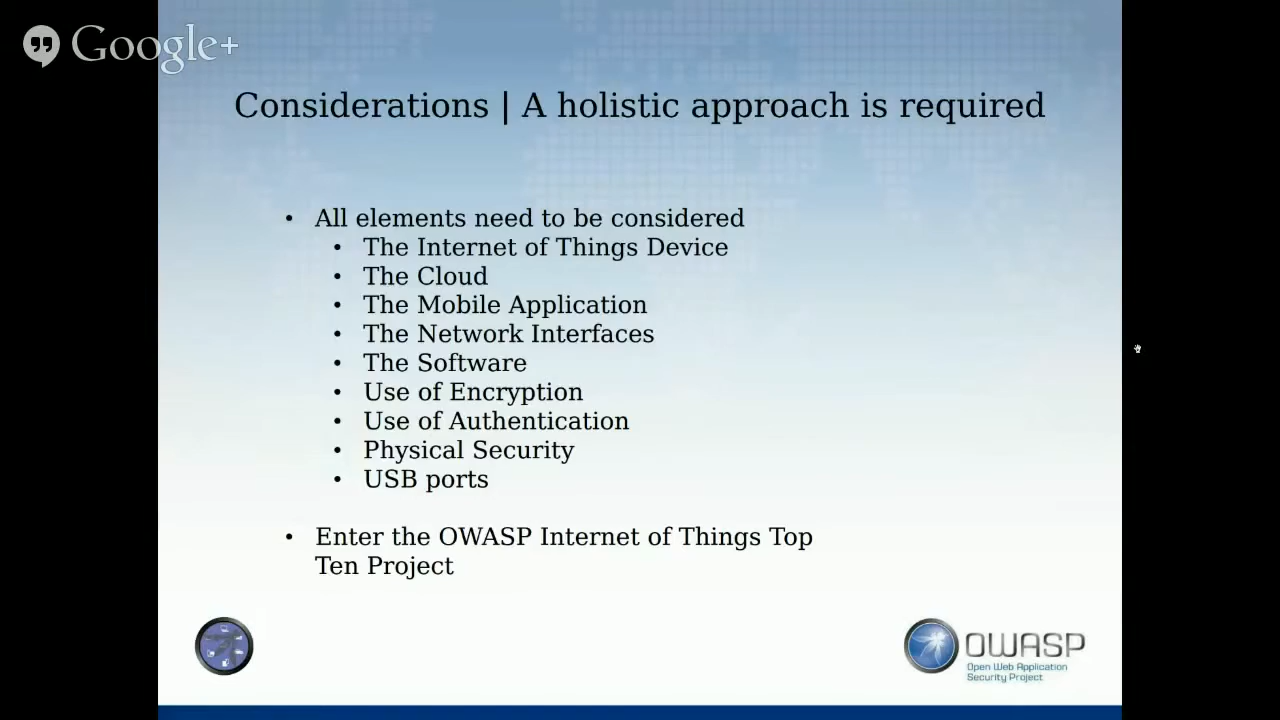 Google+
Considerations | A holistic approach is required
• All elements need to be considered
• The Internet of Things Device
• The Cloud
• The Mobile Application
• The Network Interfaces
• The Software
• Use of Encryption
• Use of Authentication
• Physical Security
• USB ports
• Enter the OWASP Internet of Things Top
Ten Project
OWASP
Open Web Application
Security Project